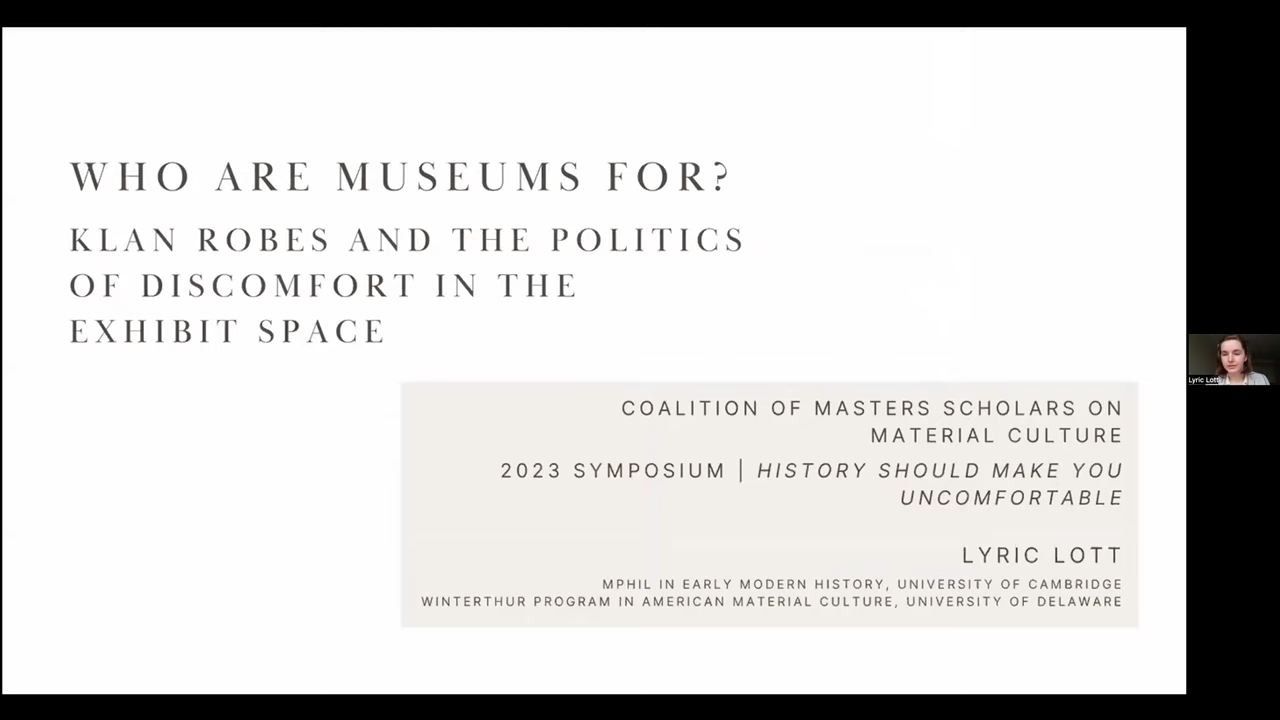 WHO ARE MUSEUMS FOR?
KLAN ROBES AND THE POLITICS
OF DISCOMFORT IN THE
EXHIBIT SPACE
COALITION OF MASTERS SCHOLARS ON
MATERIAL CULTURE
2023 SYMPOSIUM | HISTORY SHOULD MAKE YOU
UNCOMFORTABLE
LYRIC LOTT
MPHIL IN EARLY MODERN HISTORY, UNIVERSITY OF CAMBRIDGE
WINTERTHUR PROGRAM IN AMERICAN MATERIAL CULTURE, UNIVERSITY OF DELAWARE
Lyric Lott